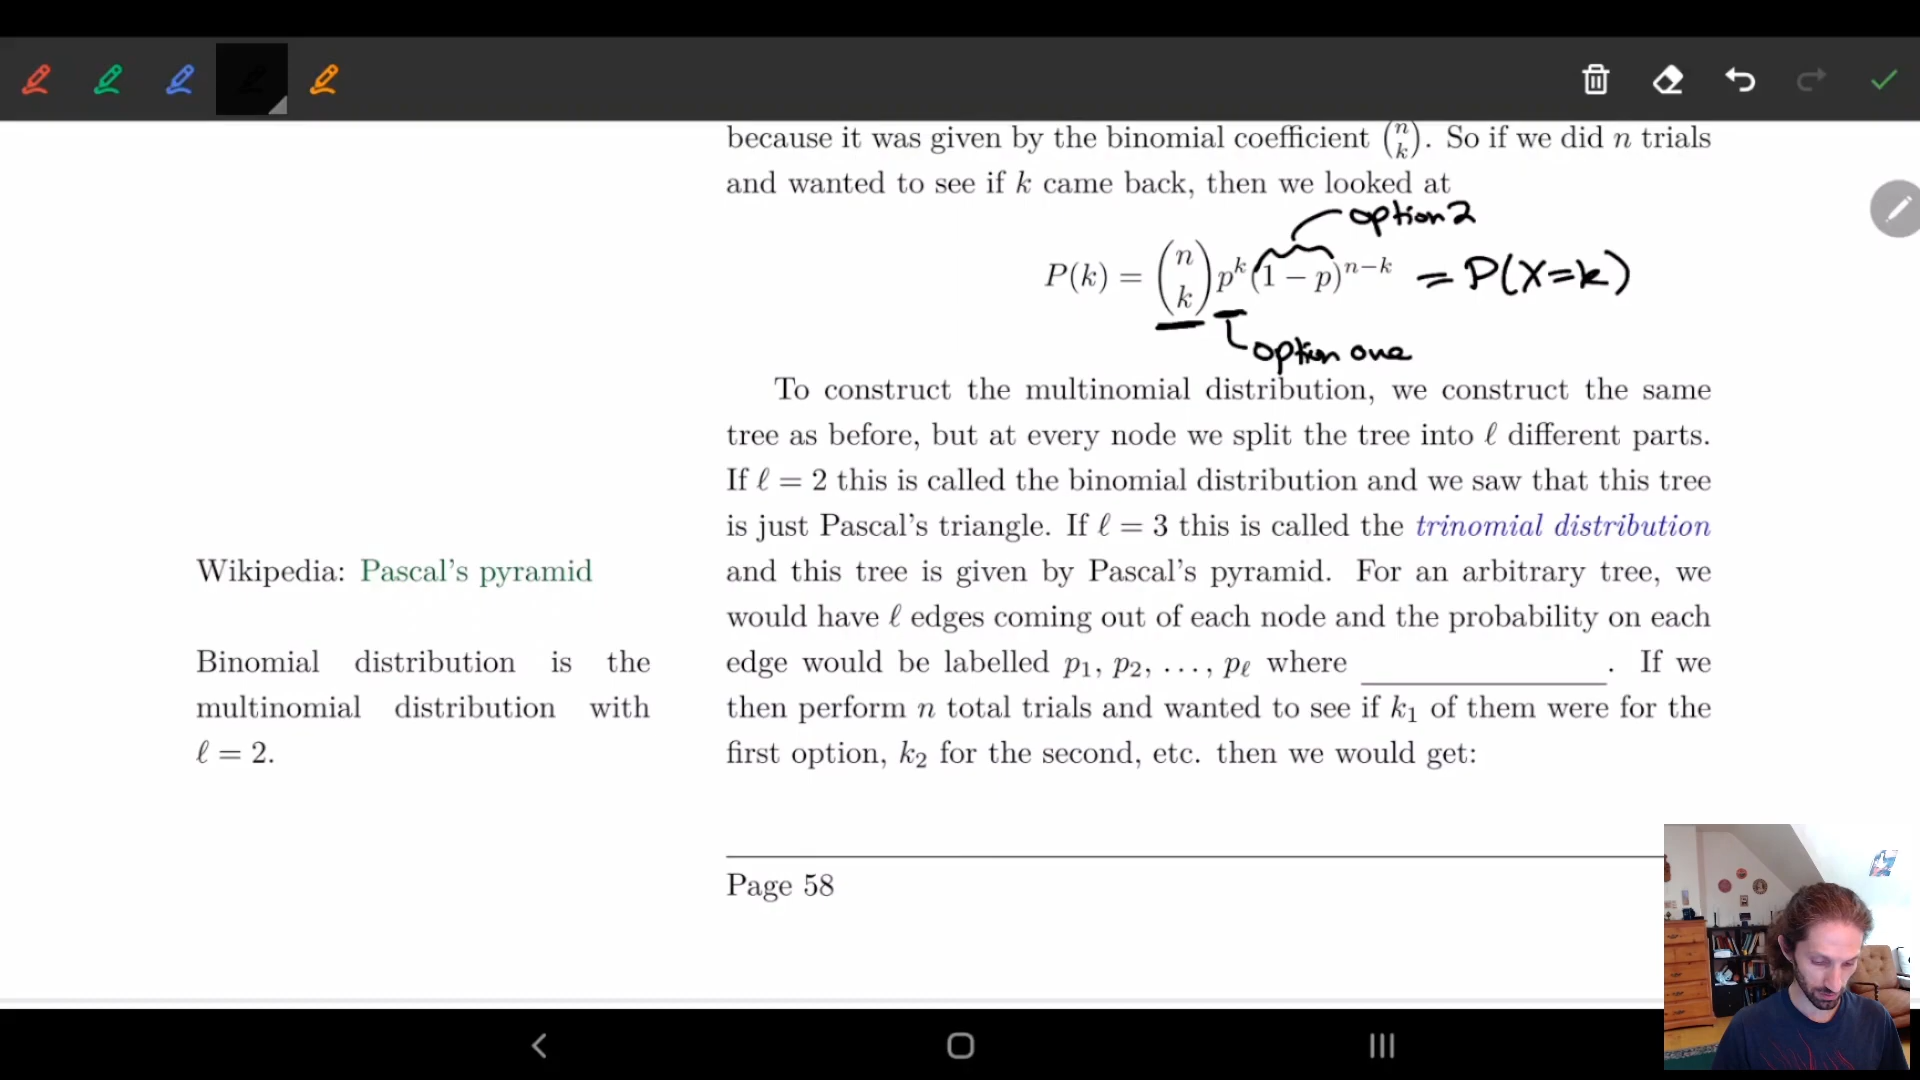 because it was given by the binomial coefficient (n k). So if we did n trials
and wanted to see if k came back, then we looked at
option 2
P(k) = (n k) p^k (1 − p)^{n−k} = P(X=k)
option one
To construct the multinomial distribution, we construct the same
tree as before, but at every node we split the tree into ℓ different parts.
If ℓ = 2 this is called the binomial distribution and we saw that this tree
is just Pascal's triangle. If ℓ = 3 this is called the trinomial distribution
and this tree is given by Pascal's pyramid. For an arbitrary tree, we
would have ℓ edges coming out of each node and the probability on each
edge would be labelled p₁, p₂, …, pℓ where ____________. If we
then perform n total trials and wanted to see if k₁ of them were for the
first option, k₂ for the second, etc. then we would get:
Wikipedia: Pascal's pyramid
Binomial distribution is the
multinomial distribution with
ℓ = 2.
Page 58